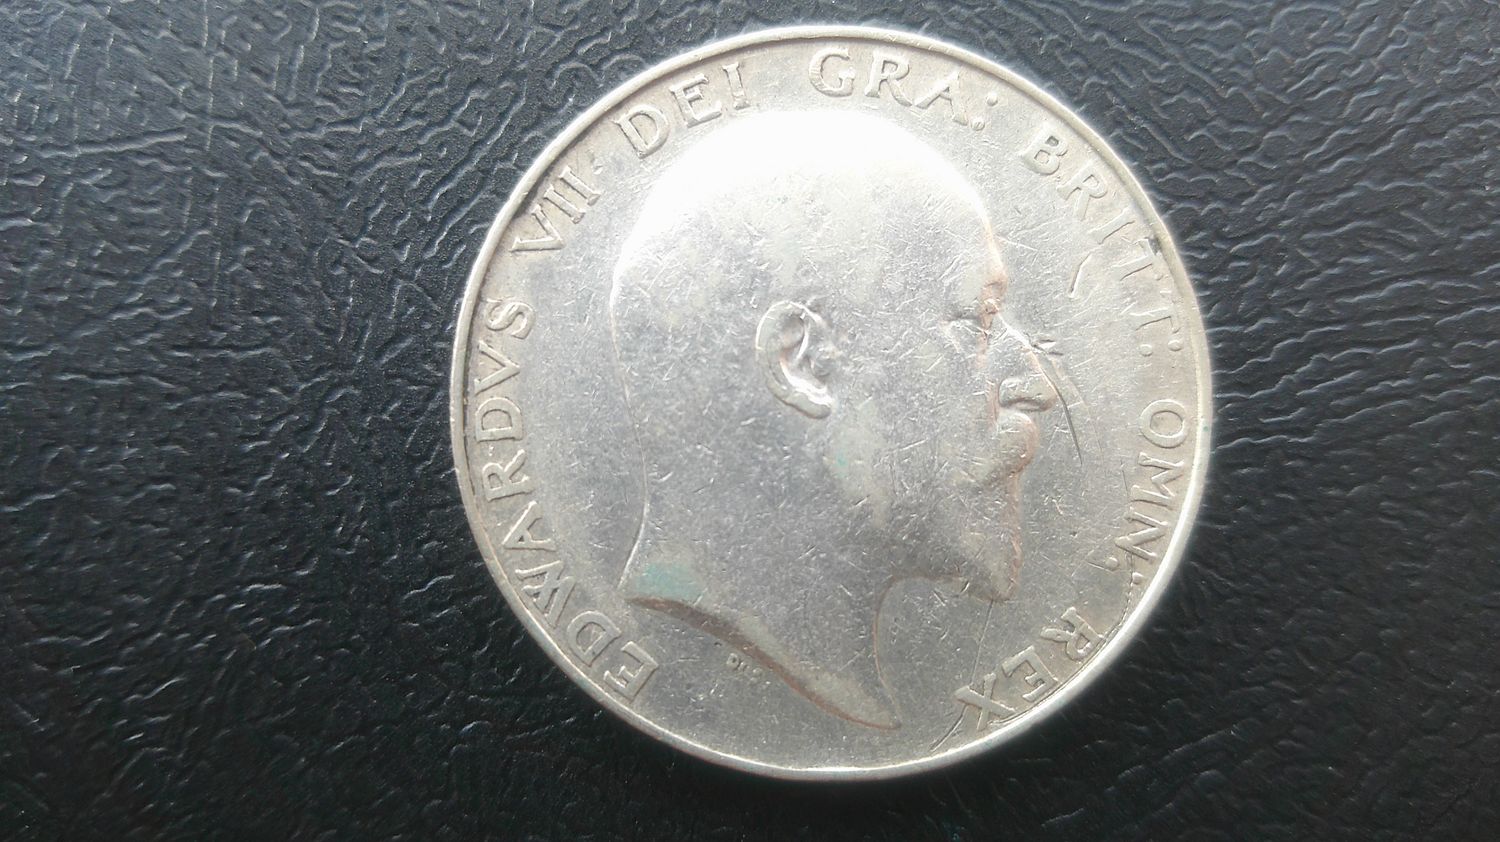 EDWARDVS VII· DEI GRA: BRITT: OMN: REX